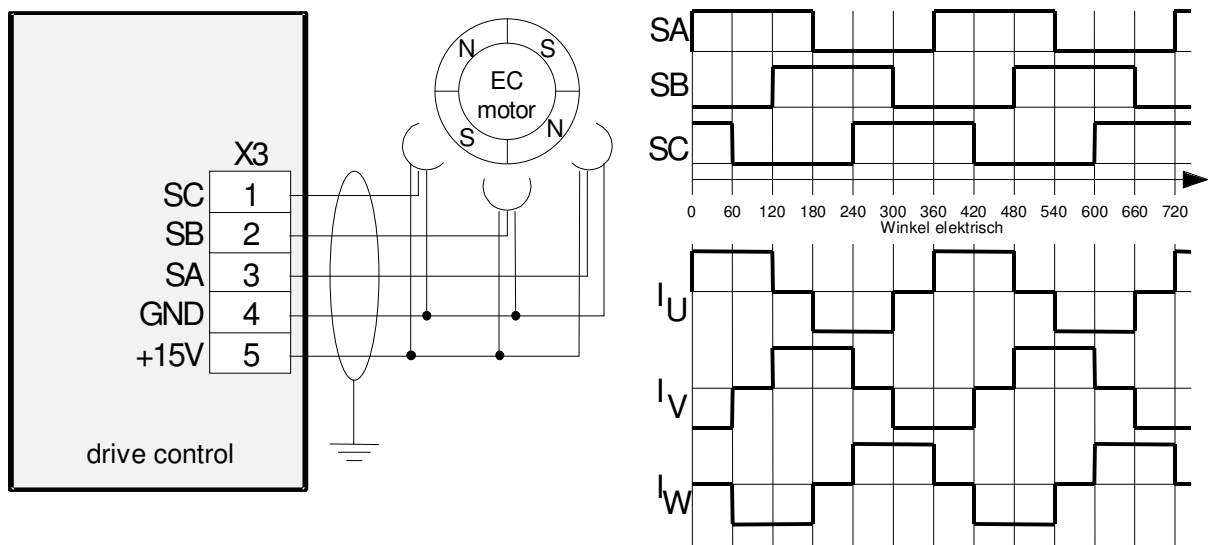 N
S
EC
motor
S
N
X3
SC 1
SB 2
SA 3
GND 4
+15V 5
drive control
SA
SB
SC
0 60 120 180 240 300 360 420 480 540 600 660 720
Winkel elektrisch
IU
IV
IW